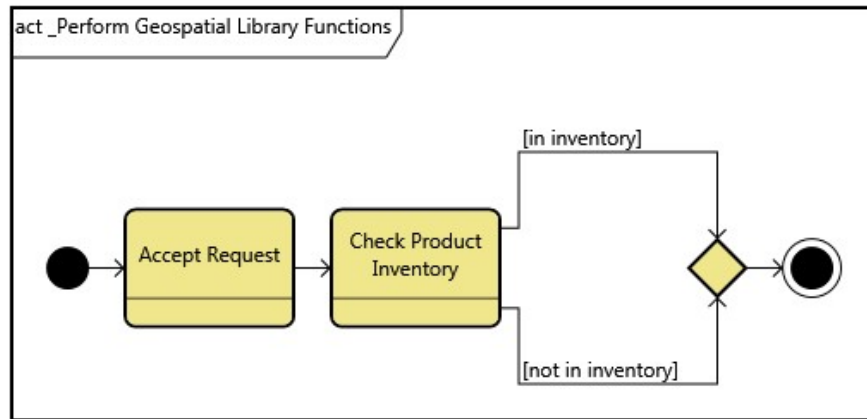 act _Perform Geospatial Library Functions
[in inventory]
Accept Request
Check Product
Inventory
[not in inventory]